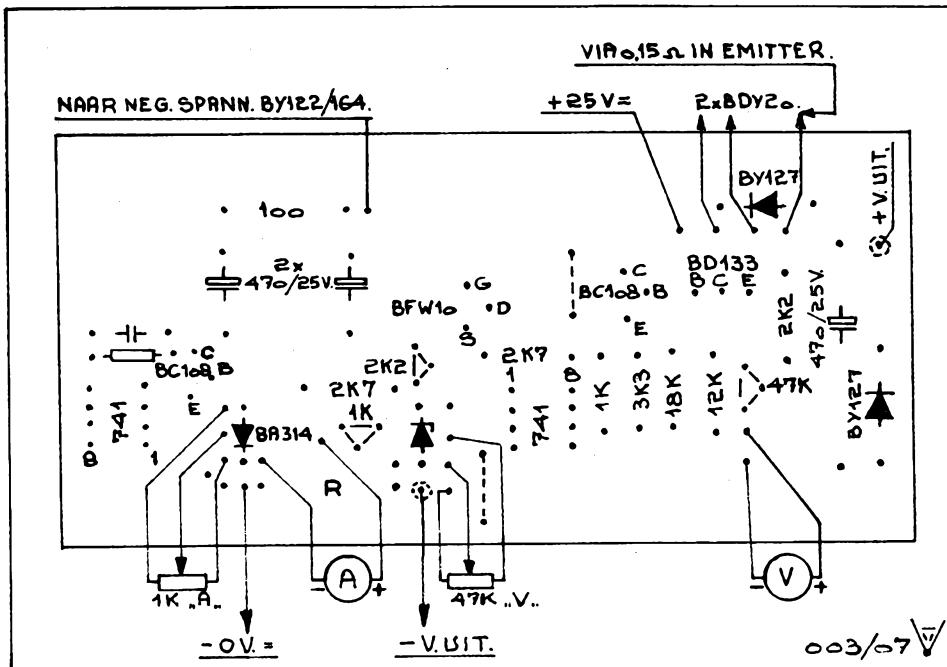 VIA 0,15 Ω IN EMITTER.
NAAR NEG. SPANN. BY122/164.
+25V=
2xBDY20.
BY127
+V.UIT.
100
2x
470/25V.
G
D
S
BFW10
C
BC108 B
E
BD133
B C E
2K2
470/25V.
BC108 B
C
E
2K2
2K7
1K
2K7
1
8
741
1K
3K3
18K
12K
47K
BY127
741
8
1
BA314
R
- A +
- V +
1K „A„
47K „V„
-0V.=
-V.UIT.
003/07